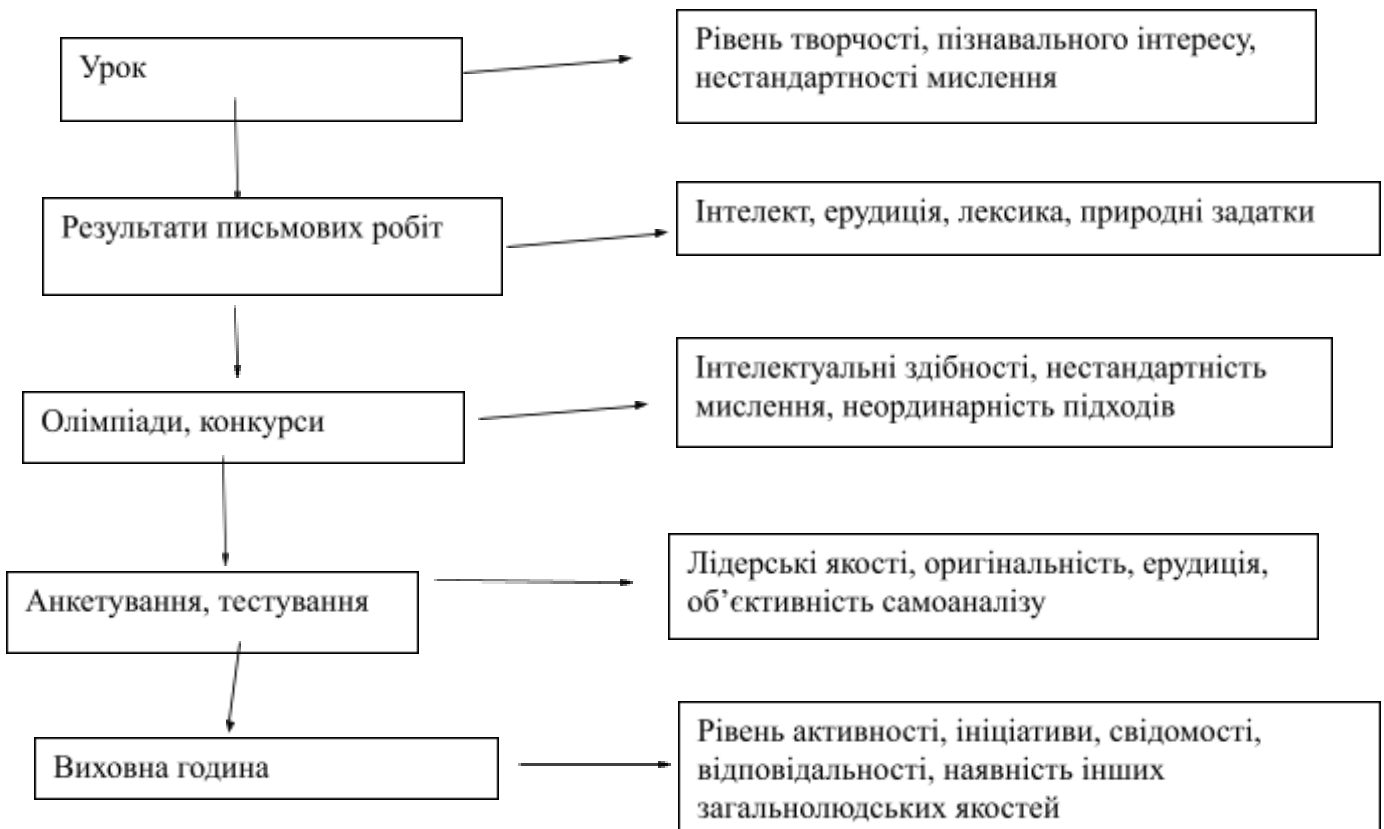 Урок
Рівень творчості, пізнавального інтересу,
нестандартності мислення
Результати письмових робіт
Інтелект, ерудиція, лексика, природні задатки
Олімпіади, конкурси
Інтелектуальні здібності, нестандартність
мислення, неординарність підходів
Анкетування, тестування
Лідерські якості, оригінальність, ерудиція,
об’єктивність самоаналізу
Виховна година
Рівень активності, ініціативи, свідомості,
відповідальності, наявність інших
загальнолюдських якостей